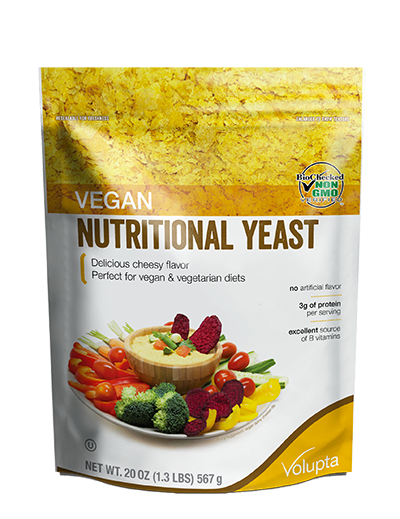 VEGAN
NUTRITIONAL YEAST
BioChecked
NON
GMO
Delicious cheesy flavor
Perfect for vegan & vegetarian diets
no artificial flavor
3g of protein
per serving
excellent source
of B vitamins
U
NET WT. 20 OZ (1.3 LBS) 567 g
Volupta